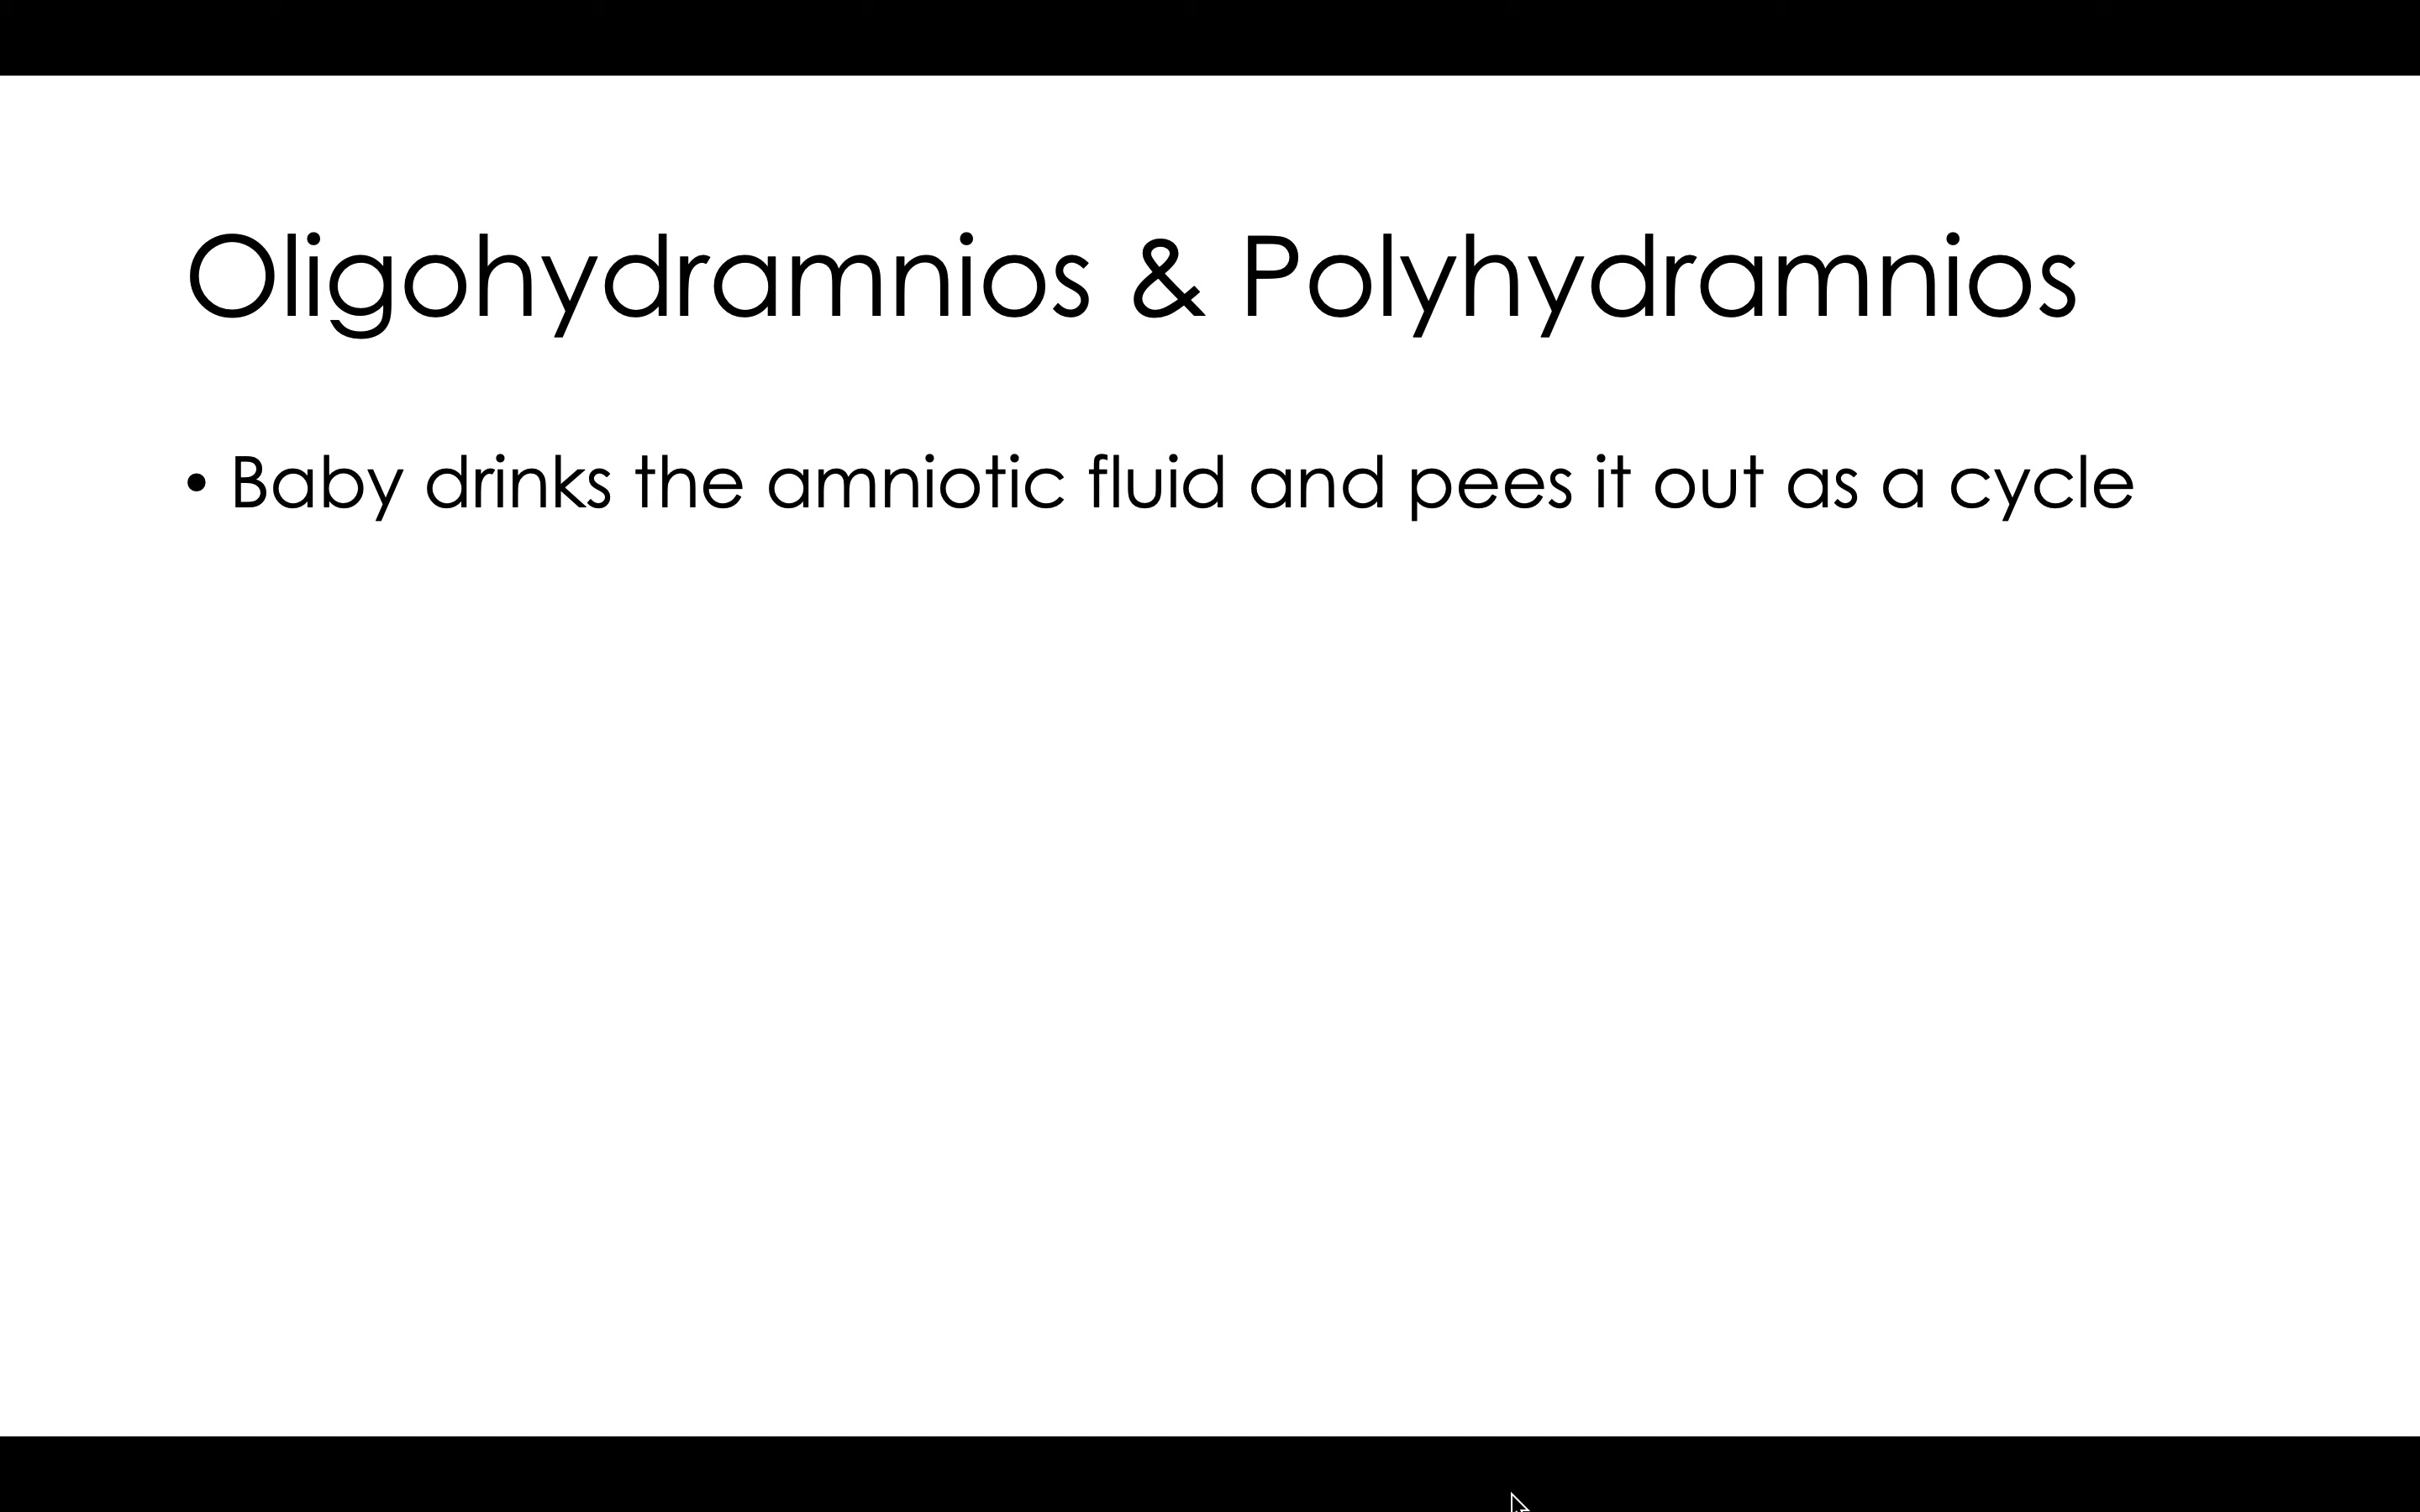 Oligohydramnios & Polyhydramnios
• Baby drinks the amniotic fluid and pees it out as a cycle